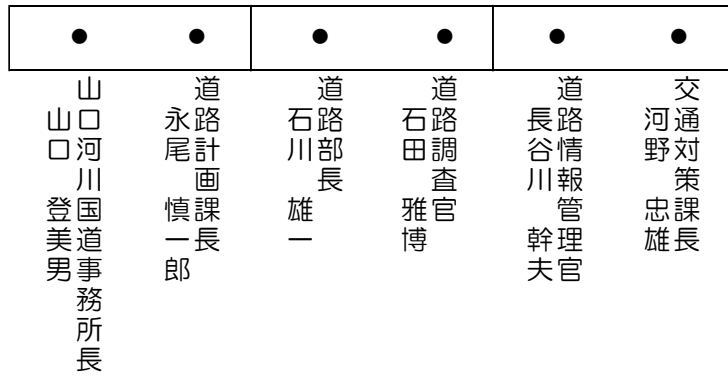 交通対策課長
河野 忠雄
道路情報管理官
長谷川 幹夫
道路調査官
石田 雅博
道路部長
石川 雄一
道路計画課長
永尾 慎一郎
山口河川国道事務所長
山口 登美男